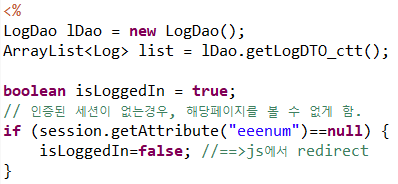 <%
LogDao lDao = new LogDao();
ArrayList<Log> list = lDao.getLogDTO_ctt();
boolean isLoggedIn = true;
// 인증된 세션이 없는경우, 해당페이지를 볼 수 없게 함.
if (session.getAttribute("eeenum")==null) {
isLoggedIn=false; //==>js에서 redirect
}